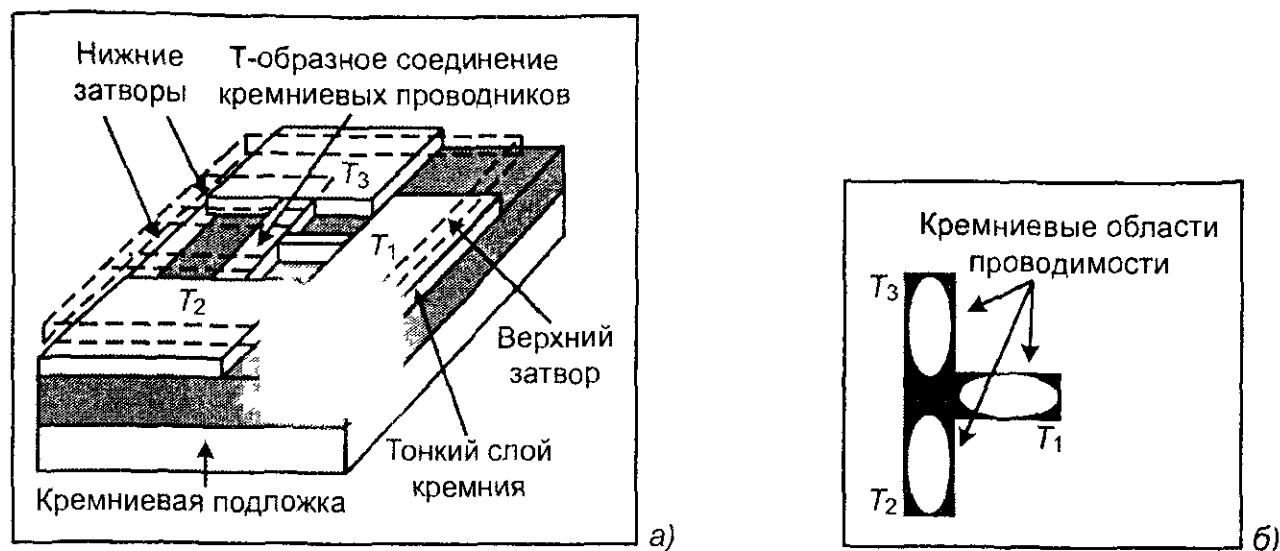 Нижние
затворы
Т-образное соединение
кремниевых проводников
T3
T1
T2
Верхний
затвор
Тонкий слой
кремния
Кремниевая подложка
а)
Кремниевые области
проводимости
T3
T1
T2
б)